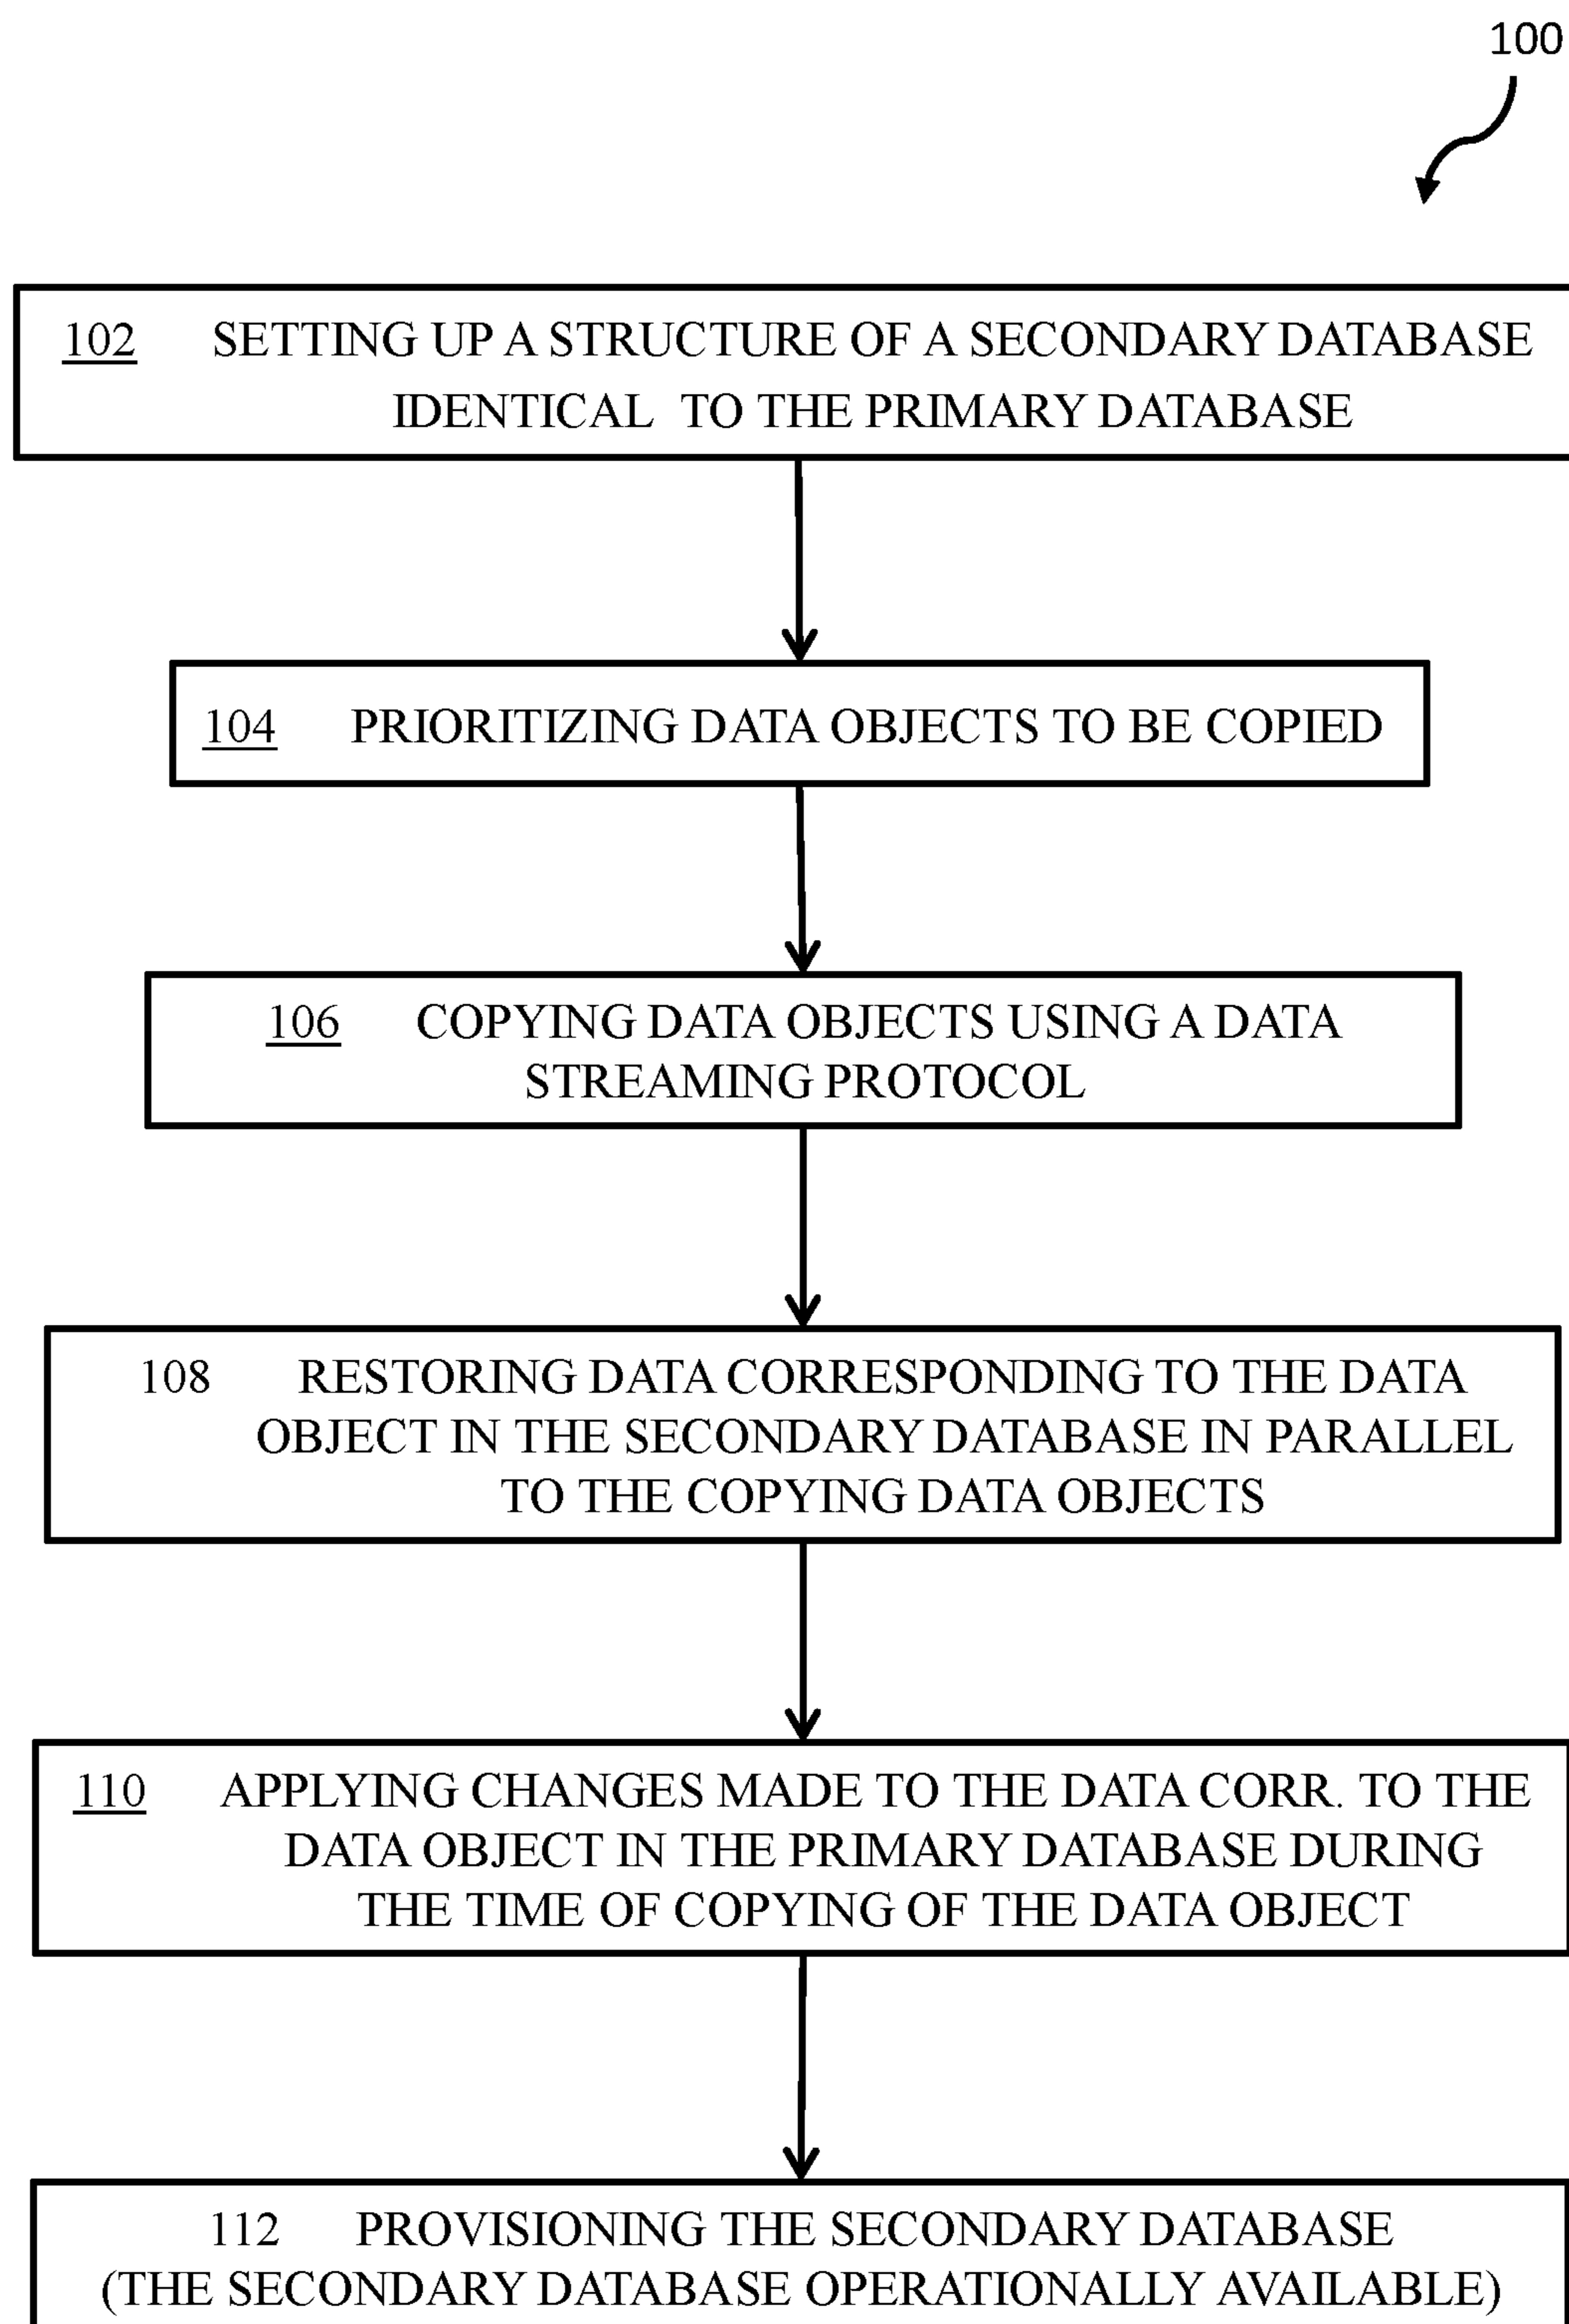 100
102 SETTING UP A STRUCTURE OF A SECONDARY DATABASE
IDENTICAL TO THE PRIMARY DATABASE
104 PRIORITIZING DATA OBJECTS TO BE COPIED
106 COPYING DATA OBJECTS USING A DATA
STREAMING PROTOCOL
108 RESTORING DATA CORRESPONDING TO THE DATA
OBJECT IN THE SECONDARY DATABASE IN PARALLEL
TO THE COPYING DATA OBJECTS
110 APPLYING CHANGES MADE TO THE DATA CORR. TO THE
DATA OBJECT IN THE PRIMARY DATABASE DURING
THE TIME OF COPYING OF THE DATA OBJECT
112 PROVISIONING THE SECONDARY DATABASE
(THE SECONDARY DATABASE OPERATIONALLY AVAILABLE)